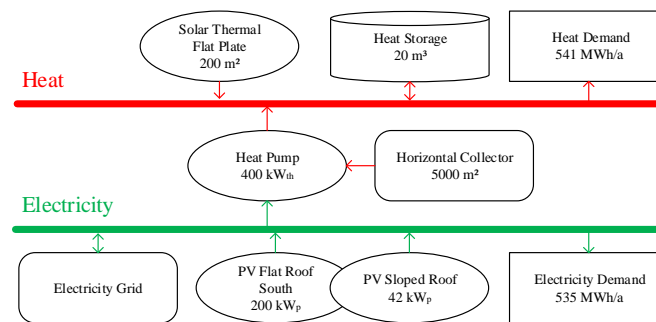 Solar Thermal
Flat Plate
200 m²
Heat Storage
20 m³
Heat Demand
541 MWh/a
Heat
Heat Pump
400 kWth
Horizontal Collector
5000 m²
Electricity
Electricity Grid
PV Flat Roof
South
200 kWp
PV Sloped Roof
42 kWp
Electricity Demand
535 MWh/a